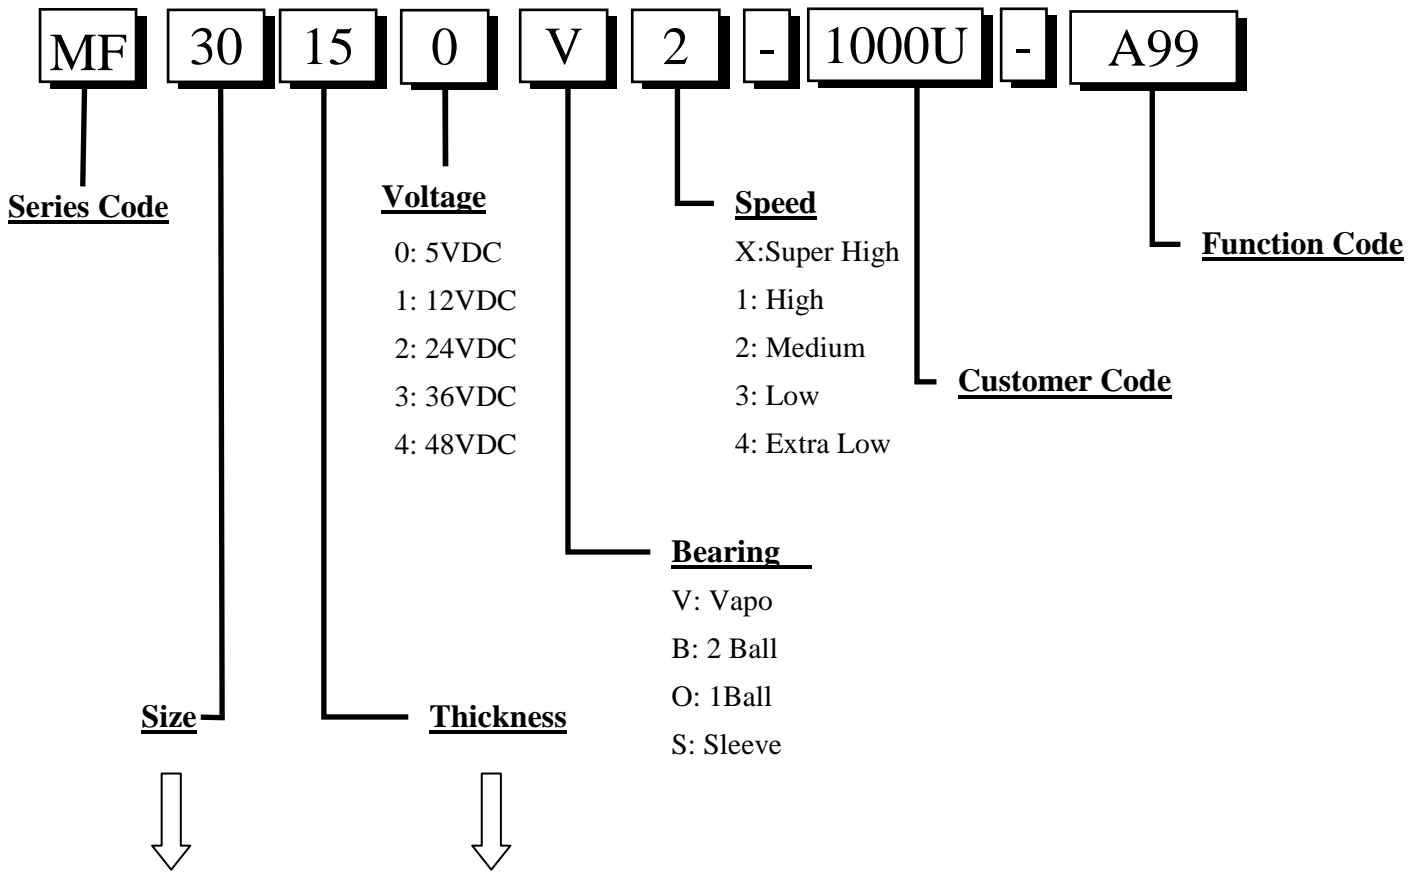 MF 30 15 0 V 2 - 1000U - A99
Series Code
Voltage
0: 5VDC
1: 12VDC
2: 24VDC
3: 36VDC
4: 48VDC
Speed
X:Super High
1: High
2: Medium
3: Low
4: Extra Low
Function Code
Customer Code
Bearing
V: Vapo
B: 2 Ball
O: 1Ball
S: Sleeve
Size
Thickness